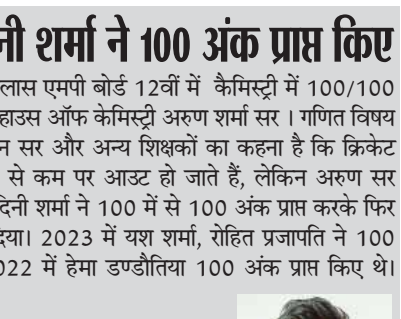 नी शर्मा ने 100 अंक प्राप्त किए
लास एमपी बोर्ड 12वीं में कैमिस्ट्री में 100/100
हाउस ऑफ केमिस्ट्री अरुण शर्मा सर । गणित विषय
न सर और अन्य शिक्षकों का कहना है कि क्रिकेट
से कम पर आउट हो जाते हैं, लेकिन अरुण सर
दिनी शर्मा ने 100 में से 100 अंक प्राप्त करके फिर
दिया। 2023 में यश शर्मा, रोहित प्रजापति ने 100
022 में हेमा डण्डौतिया 100 अंक प्राप्त किए थे।